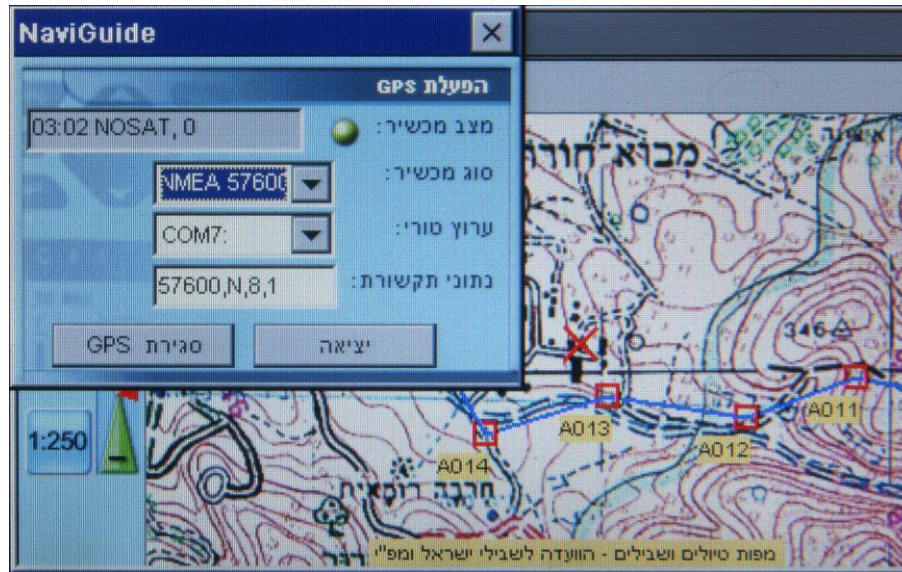 NaviGuide
הפעלת GPS
מצב מכשיר: 03:02 NOSAT, 0
סוג מכשיר: NMEA 57600
ערוץ טורי: COM7:
נתוני תקשורת: 57600,N,8,1
יציאה
סגירת GPS
מבוא חורון
346
1:250
A011
A012
A013
A014
חרבה רומאית
מפות טיולים ושבילים - הוועדה לשבילי ישראל ומפ"י